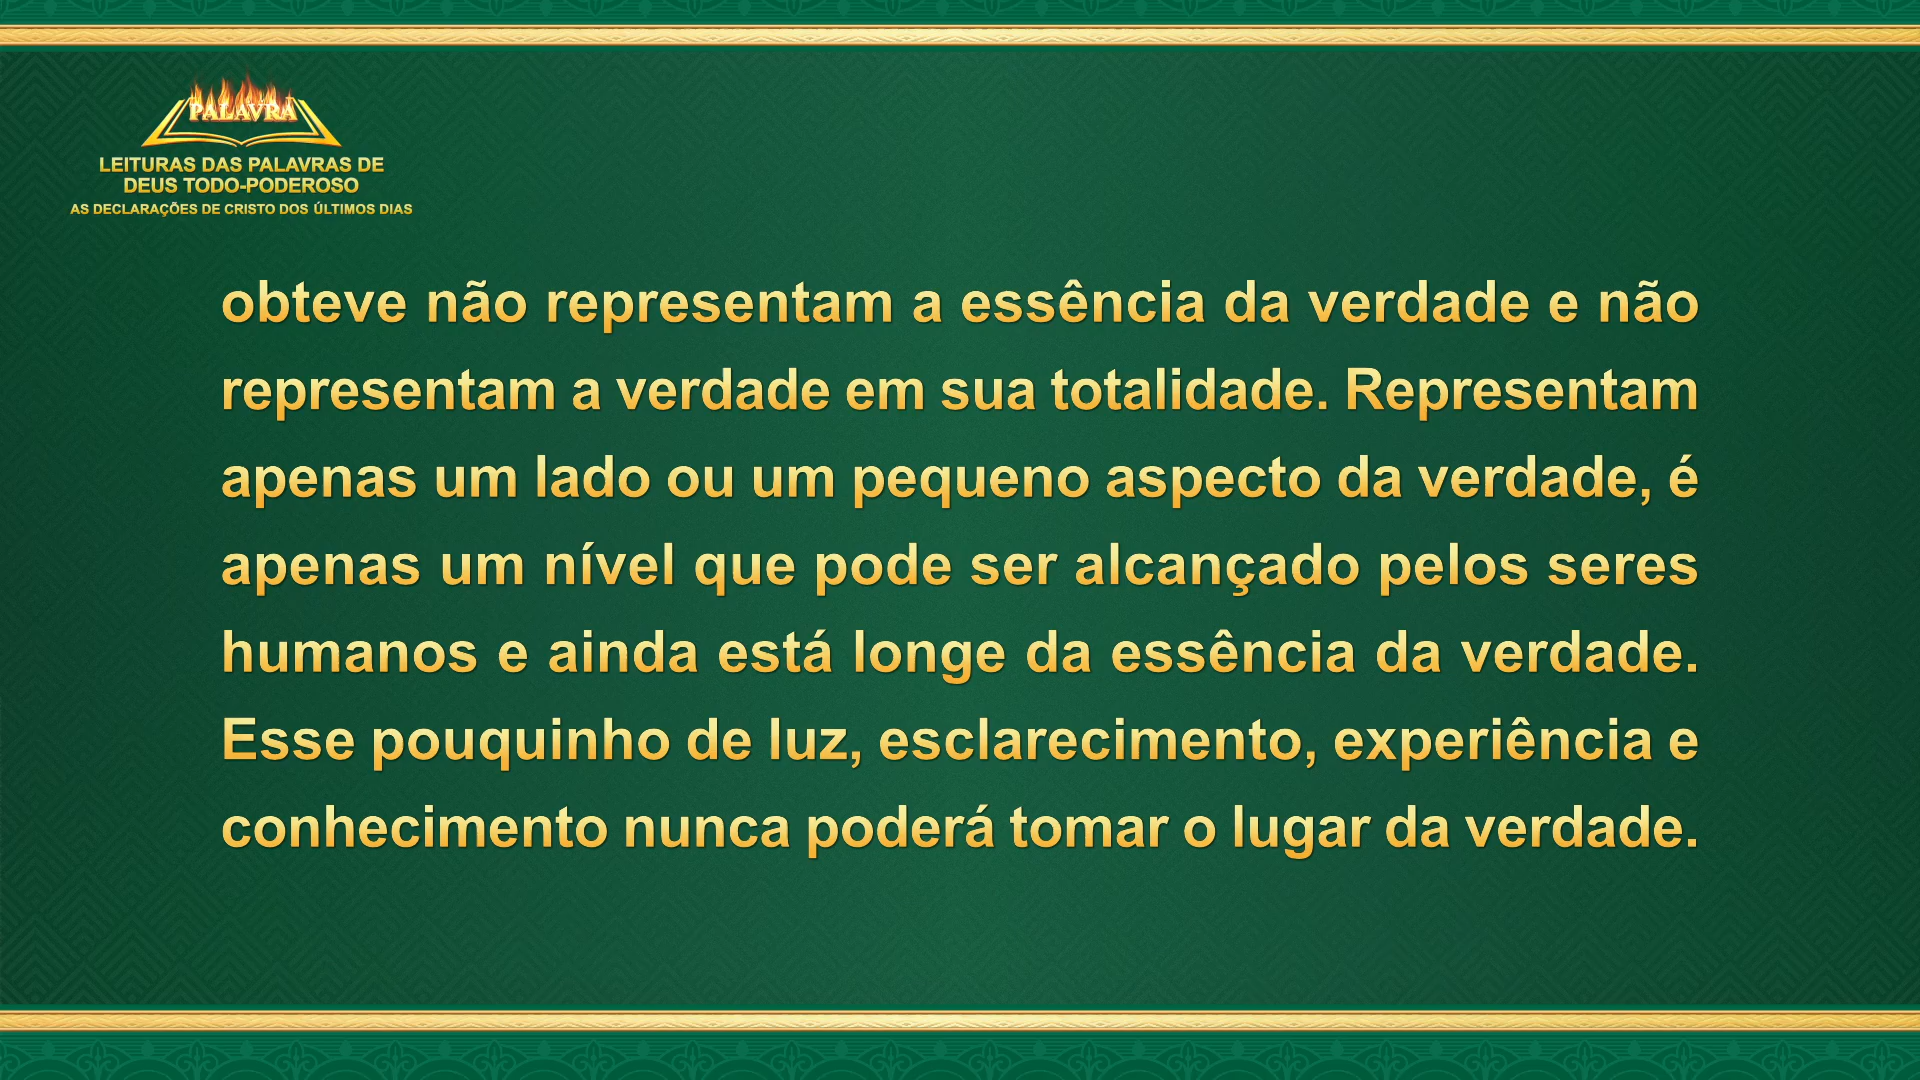 PALAVRA
LEITURAS DAS PALAVRAS DE
DEUS TODO-PODEROSO
AS DECLARAÇÕES DE CRISTO DOS ÚLTIMOS DIAS
obteve não representam a essência da verdade e não
representam a verdade em sua totalidade. Representam
apenas um lado ou um pequeno aspecto da verdade, é
apenas um nível que pode ser alcançado pelos seres
humanos e ainda está longe da essência da verdade.
Esse pouquinho de luz, esclarecimento, experiência e
conhecimento nunca poderá tomar o lugar da verdade.